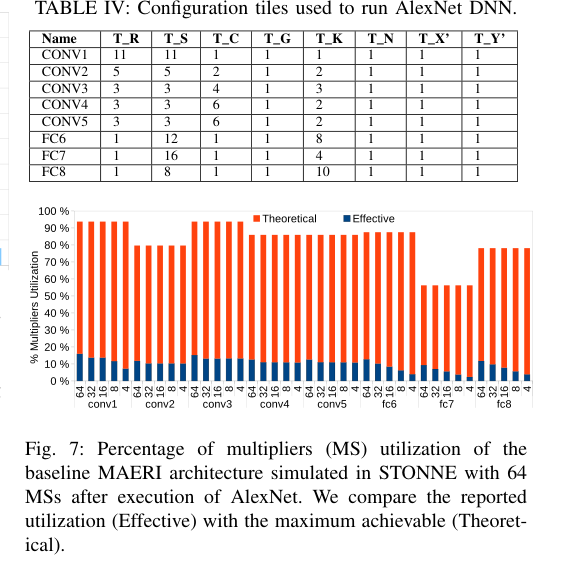 TABLE IV: Configuration tiles used to run AlexNet DNN.
Name T_R T_S T_C T_G T_K T_N T_X' T_Y'
CONV1 11 11 1 1 1 1 1 1
CONV2 5 5 2 1 2 1 1 1
CONV3 3 3 4 1 3 1 1 1
CONV4 3 3 6 1 2 1 1 1
CONV5 3 3 6 1 2 1 1 1
FC6 1 12 1 1 8 1 1 1
FC7 1 16 1 1 4 1 1 1
FC8 1 8 1 1 10 1 1 1
Theoretical Effective
% Multipliers Utilization
100 %
90 %
80 %
70 %
60 %
50 %
40 %
30 %
20 %
10 %
0 %
64 32 16 8 4 64 32 16 8 4 64 32 16 8 4 64 32 16 8 4 64 32 16 8 4 64 32 16 8 4 64 32 16 8 4 64 32 16 8 4
conv1 conv2 conv3 conv4 conv5 fc6 fc7 fc8
Fig. 7: Percentage of multipliers (MS) utilization of the
baseline MAERI architecture simulated in STONNE with 64
MSs after execution of AlexNet. We compare the reported
utilization (Effective) with the maximum achievable (Theoret-
ical).